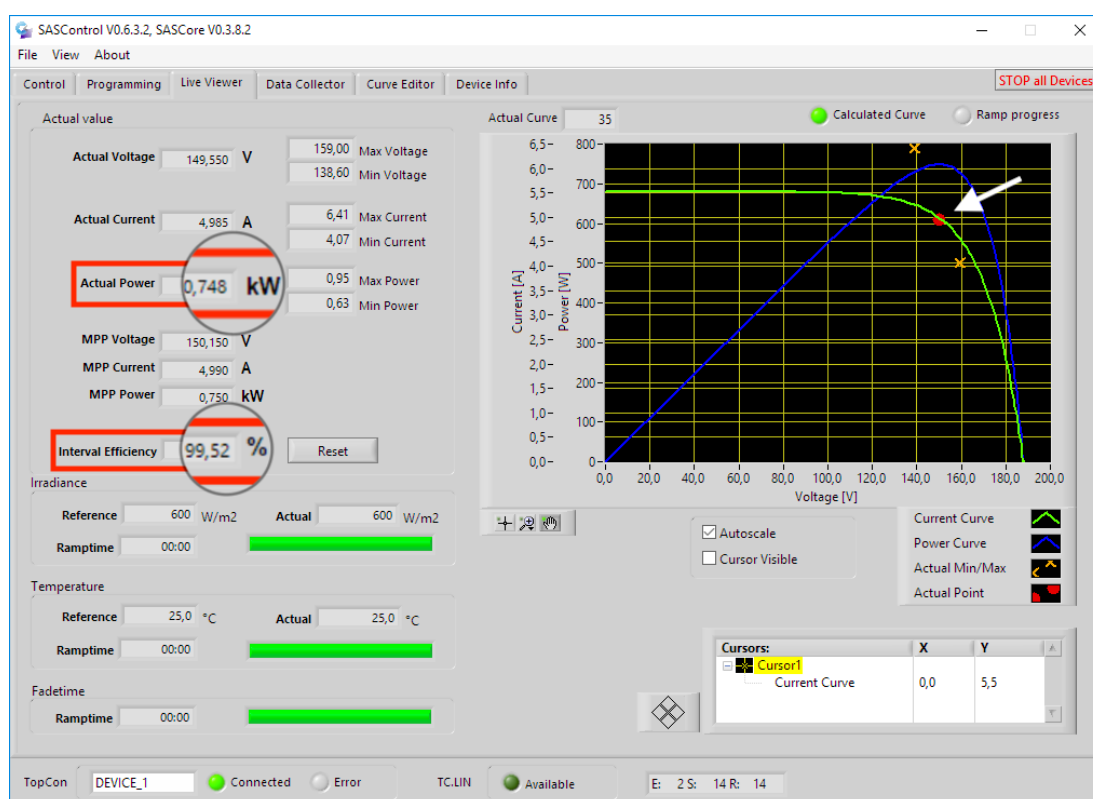 SASControl V0.6.3.2, SASCore V0.3.8.2
File View About
Control Programming Live Viewer Data Collector Curve Editor Device Info
STOP all Devices
Actual value
Actual Voltage 149,550 V
159,00 Max Voltage
138,60 Min Voltage
Actual Current 4,985 A
6,41 Max Current
4,07 Min Current
Actual Power 0,748 kW
0,95 Max Power
0,63 Min Power
MPP Voltage 150,150 V
MPP Current 4,990 A
MPP Power 0,750 kW
Interval Efficiency 99,52 %
Reset
Irradiance
Reference 600 W/m2 Actual 600 W/m2
Ramptime 00:00
Temperature
Reference 25,0 °C Actual 25,0 °C
Ramptime 00:00
Fadetime
Ramptime 00:00
Actual Curve 35
Calculated Curve Ramp progress
6,5
6,0
5,5
5,0
4,5
4,0
3,5
3,0
2,5
2,0
1,5
1,0
0,5
0,0
Current [A]
800
700
600
500
400
300
200
100
0
Power [W]
0,0 20,0 40,0 60,0 80,0 100,0 120,0 140,0 160,0 180,0 200,0
Voltage [V]
Autoscale
Cursor Visible
Current Curve
Power Curve
Actual Min/Max
Actual Point
Cursors: X Y
Cursor1
Current Curve 0,0 5,5
TopCon DEVICE_1 Connected Error TC.LIN Available E: 2 S: 14 R: 14